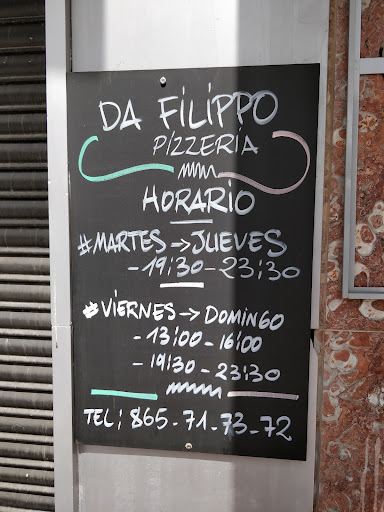 DA FILIPPO
PIZZERIA
HORARIO
#MARTES → JUEVES
- 19:30 - 23:30
#VIERNES → DOMINGO
- 13:00 - 16:00
- 19:30 - 23:30
TEL: 865-71-73-72